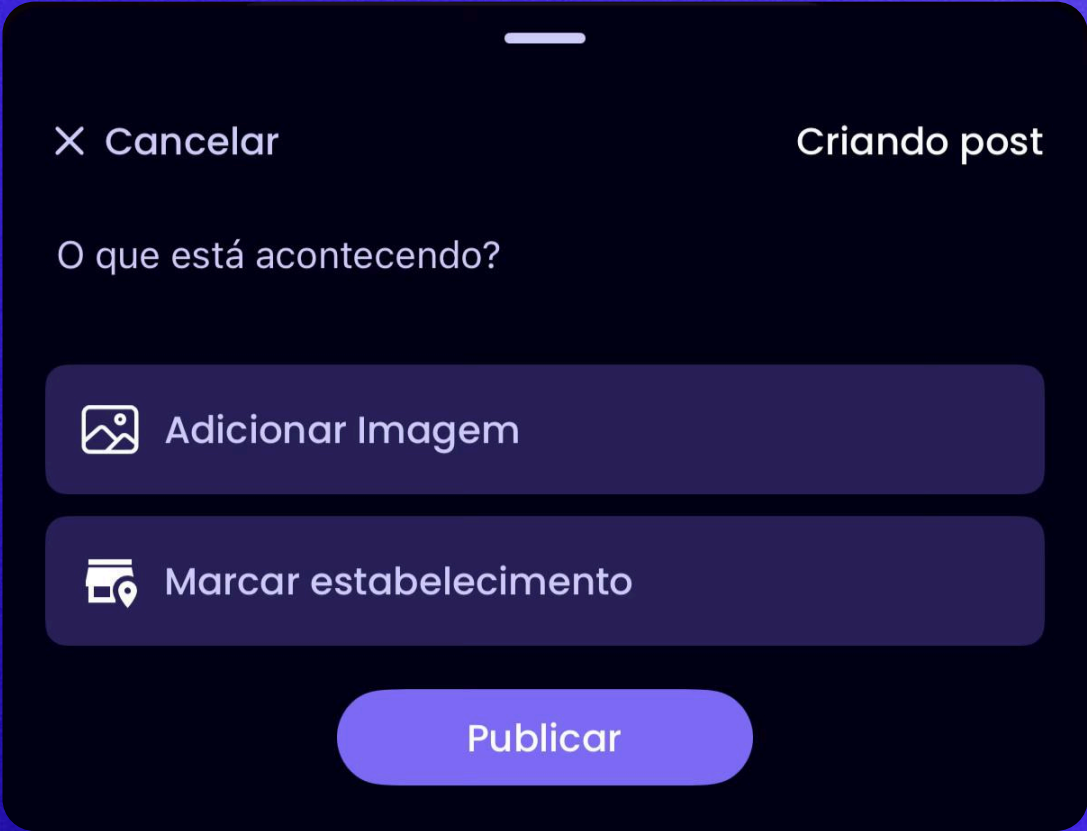 Cancelar
Criando post
O que está acontecendo?
Adicionar Imagem
Marcar estabelecimento
Publicar